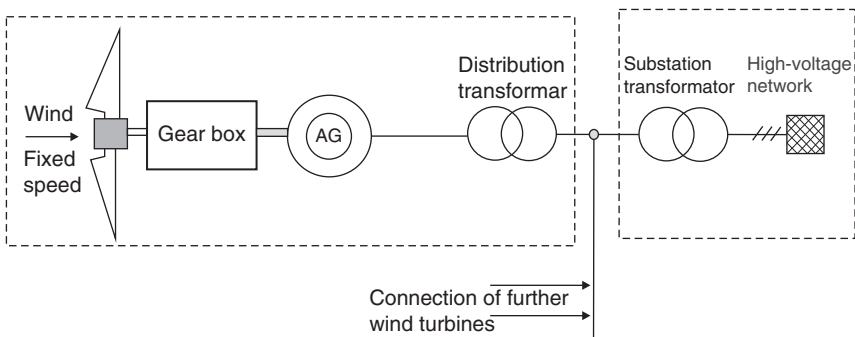 Wind
Fixed
speed
Gear box
AG
Distribution
transformar
Substation
transformator
High-voltage
network
Connection of further
wind turbines